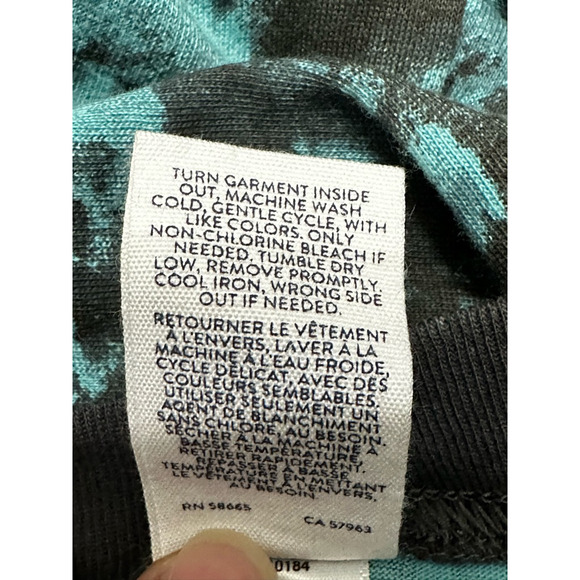 TURN GARMENT INSIDE
OUT, MACHINE WASH
COLD, GENTLE CYCLE, WITH
LIKE COLORS. ONLY
NON-CHLORINE BLEACH IF
NEEDED. TUMBLE DRY
LOW, REMOVE PROMPTLY.
COOL IRON, WRONG SIDE
OUT IF NEEDED.
RETOURNER LE VÊTEMENT
À L'ENVERS, LAVER À LA
MACHINE À L'EAU FROIDE,
CYCLE DÉLICAT, AVEC DES
COULEURS SEMBLABLES.
UTILISER SEULEMENT UN
AGENT DE BLANCHIMENT
SANS CHLORE, AU BESOIN.
SÉCHER À LA MACHINE À
BASSE TEMPÉRATURE,
RETIRER RAPIDEMENT.
REPASSER À BASSE
TEMPÉRATURE EN METTANT
LE VÊTEMENT À L'ENVERS,
AU BESOIN.
RN 58665 CA 57963
0184